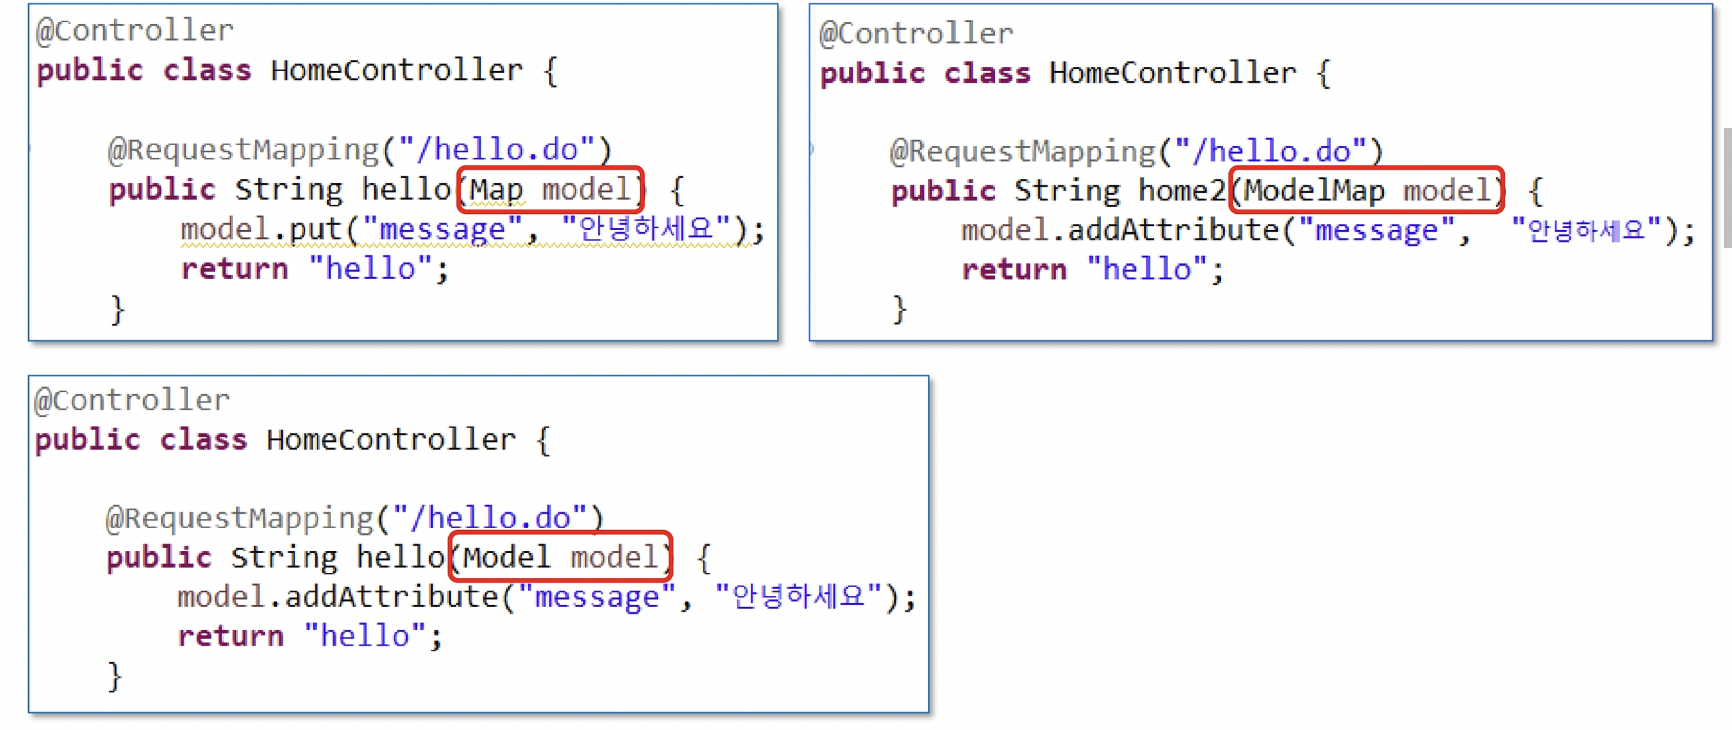 @Controller
public class HomeController {
@RequestMapping("/hello.do")
public String hello(Map model) {
model.put("message", "안녕하세요");
return "hello";
}
@Controller
public class HomeController {
@RequestMapping("/hello.do")
public String home2(ModelMap model) {
model.addAttribute("message",  "안녕하세요");
return "hello";
}
@Controller
public class HomeController {
@RequestMapping("/hello.do")
public String hello(Model model) {
model.addAttribute("message", "안녕하세요");
return "hello";
}